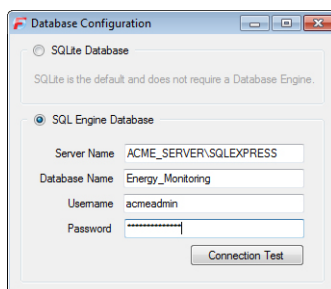 Database Configuration
SQLite Database
SQLite is the default and does not require a Database Engine.
SQL Engine Database
Server Name ACME_SERVER\SQLEXPRESS
Database Name Energy_Monitoring
Username acmeadmin
Password **************
Connection Test